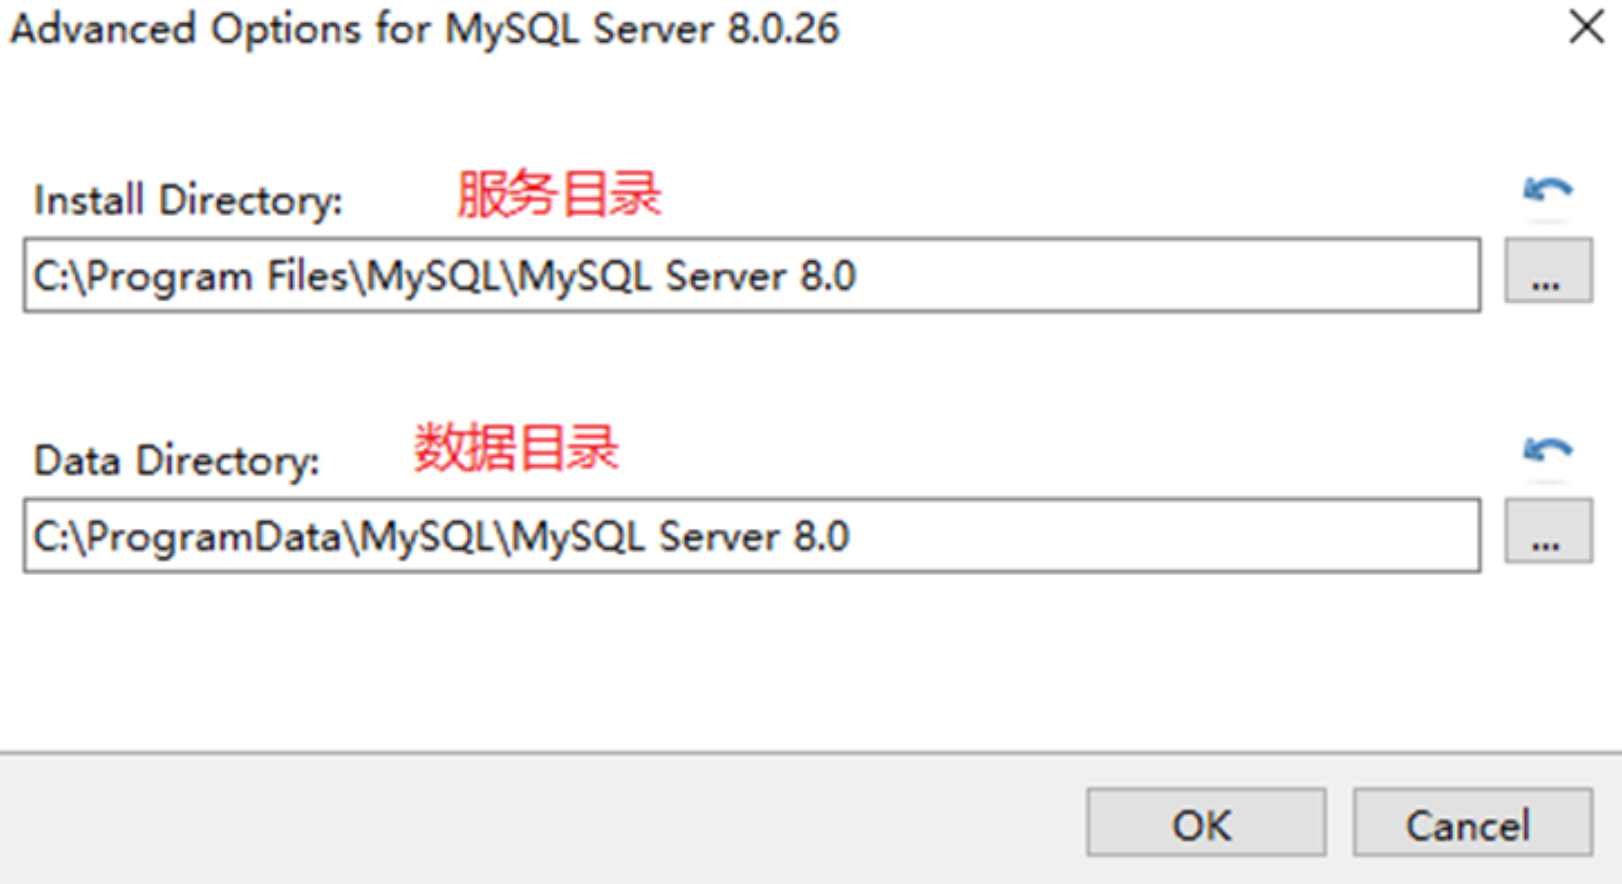 Advanced Options for MySQL Server 8.0.26
Install Directory: 服务目录
C:\Program Files\MySQL\MySQL Server 8.0
...
Data Directory: 数据目录
C:\ProgramData\MySQL\MySQL Server 8.0
...
OK Cancel